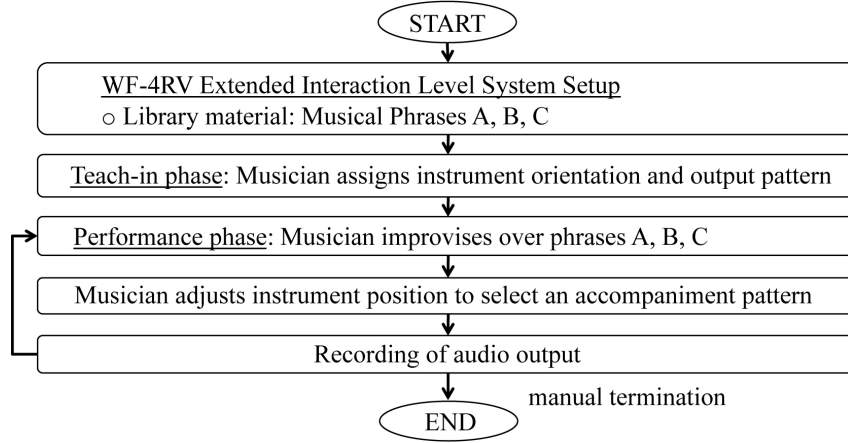 START
WF-4RV Extended Interaction Level System Setup
o Library material: Musical Phrases A, B, C
Teach-in phase: Musician assigns instrument orientation and output pattern
Performance phase: Musician improvises over phrases A, B, C
Musician adjusts instrument position to select an accompaniment pattern
Recording of audio output
manual termination
END